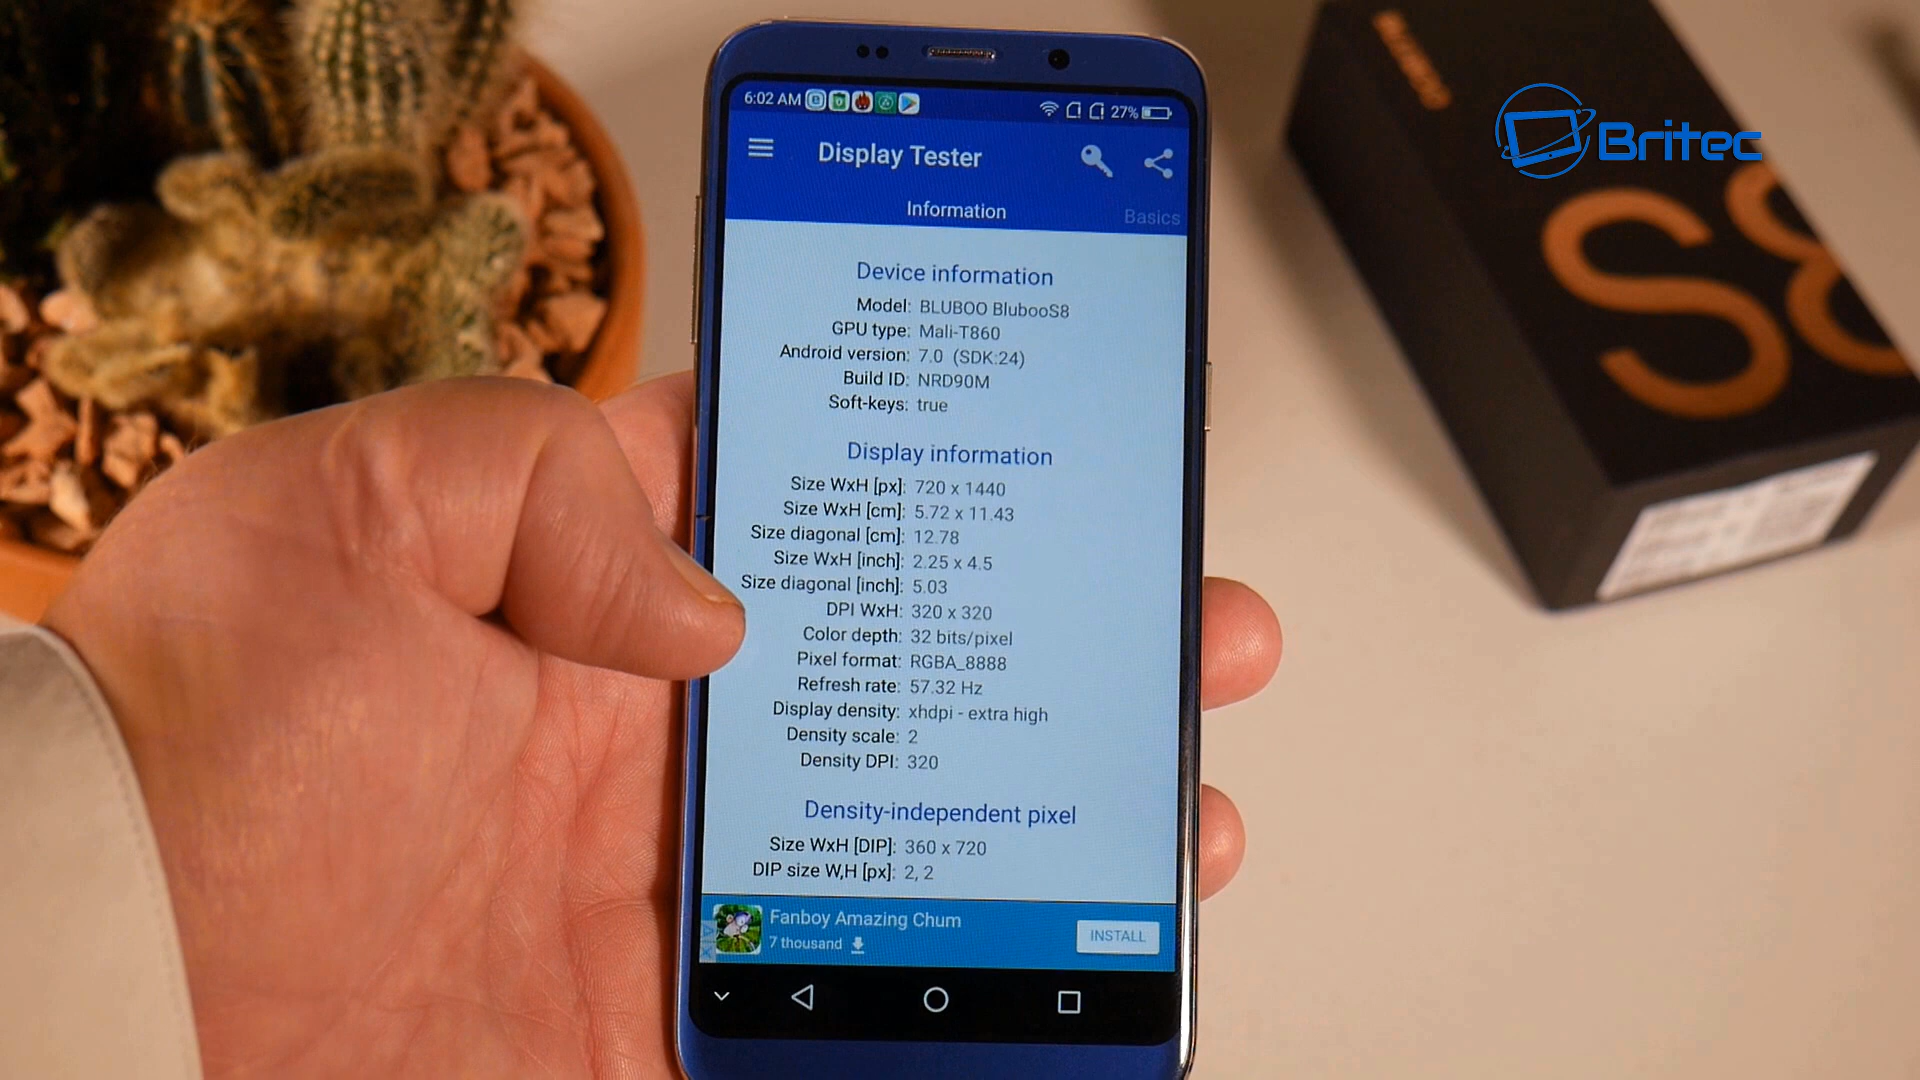 6:02 AM
27%
Display Tester
Information
Basics
Device information
Model: BLUBOO BlubooS8
GPU type: Mali-T860
Android version: 7.0 (SDK:24)
Build ID: NRD90M
Soft-keys: true
Display information
Size WxH [px]: 720 x 1440
Size WxH [cm]: 5.72 x 11.43
Size diagonal [cm]: 12.78
Size WxH [inch]: 2.25 x 4.5
Size diagonal [inch]: 5.03
DPI WxH: 320 x 320
Color depth: 32 bits/pixel
Pixel format: RGBA_8888
Refresh rate: 57.32 Hz
Display density: xhdpi - extra high
Density scale: 2
Density DPI: 320
Density-independent pixel
Size WxH [DIP]: 360 x 720
DIP size W,H [px]: 2, 2
Fanboy Amazing Chum
7 thousand
INSTALL
BLUBOO
S8
Britec